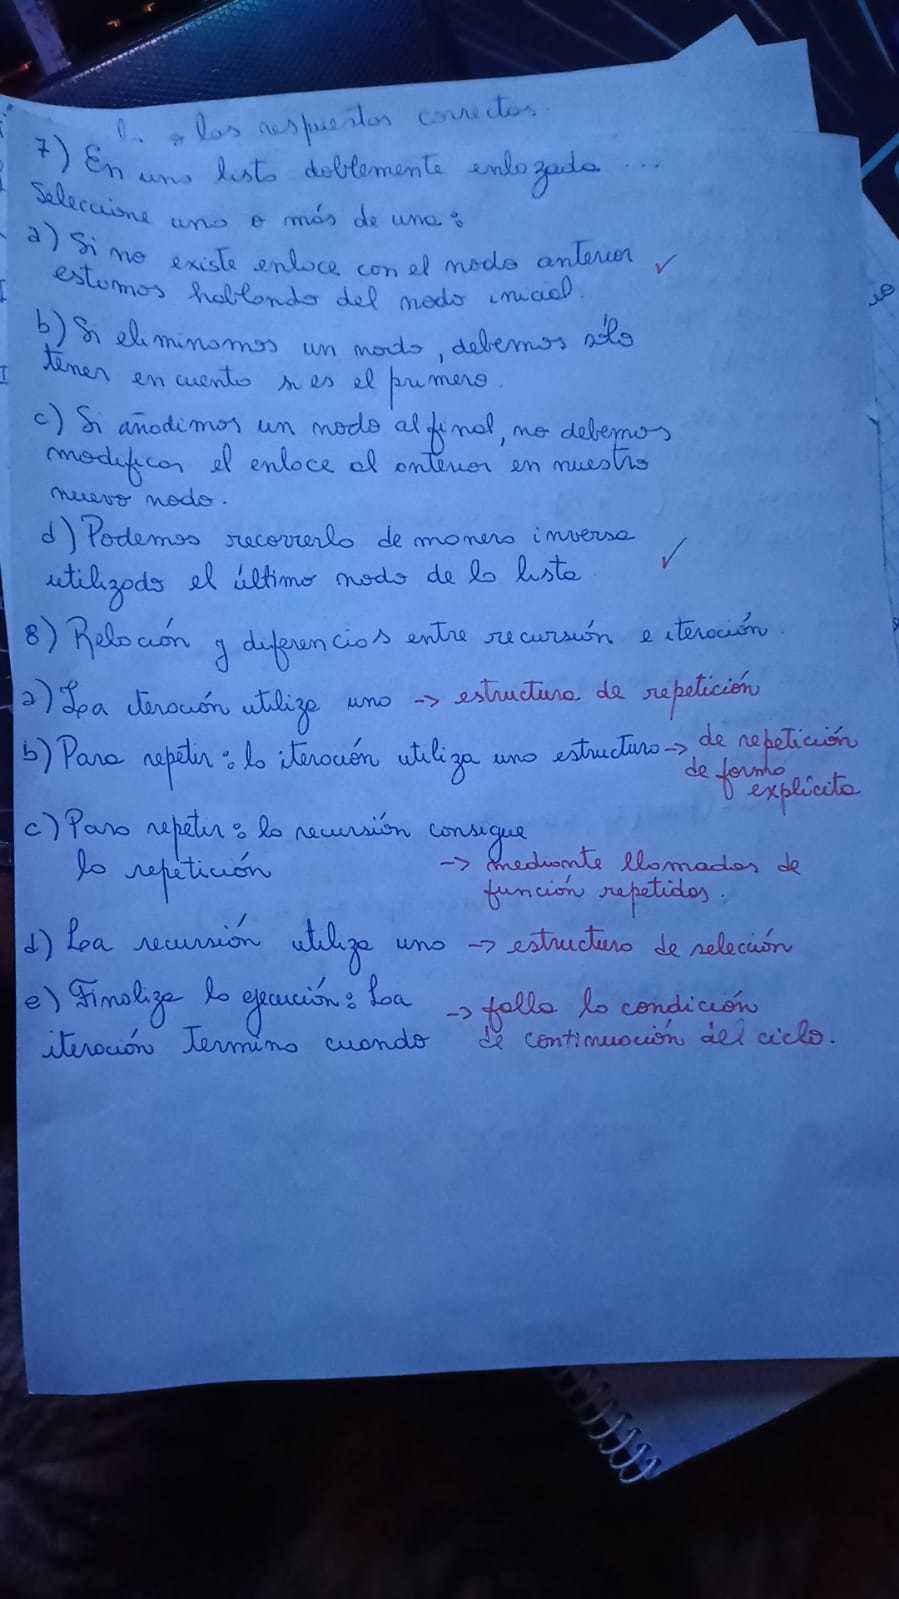 las respuestas correctas.
7) En una lista doblemente enlazada ...
Seleccione una o más de una:
a) Si no existe enlace con el nodo anterior ✓
estamos hablando del nodo inicial.
b) Si eliminamos un nodo, debemos sólo
tener en cuenta si es el primero.
c) Si añadimos un nodo al final, no debemos
modificar el enlace al anterior en nuestro
nuevo nodo.
d) Podemos recorrerla de manera inversa ✓
utilizado el último nodo de la lista
8) Relación y diferencias entre recursión e iteración.
a) La iteración utiliza una -> estructura de repetición
b) Para repetir: la iteración utiliza una estructura -> de repetición
de forma
explícita
c) Para repetir: la recursión consigue
la repetición -> mediante llamadas de
función repetidas.
d) La recursión utiliza una -> estructura de selección
e) Finaliza la ejecución: La -> falla la condición
iteración termina cuando de continuación del ciclo.